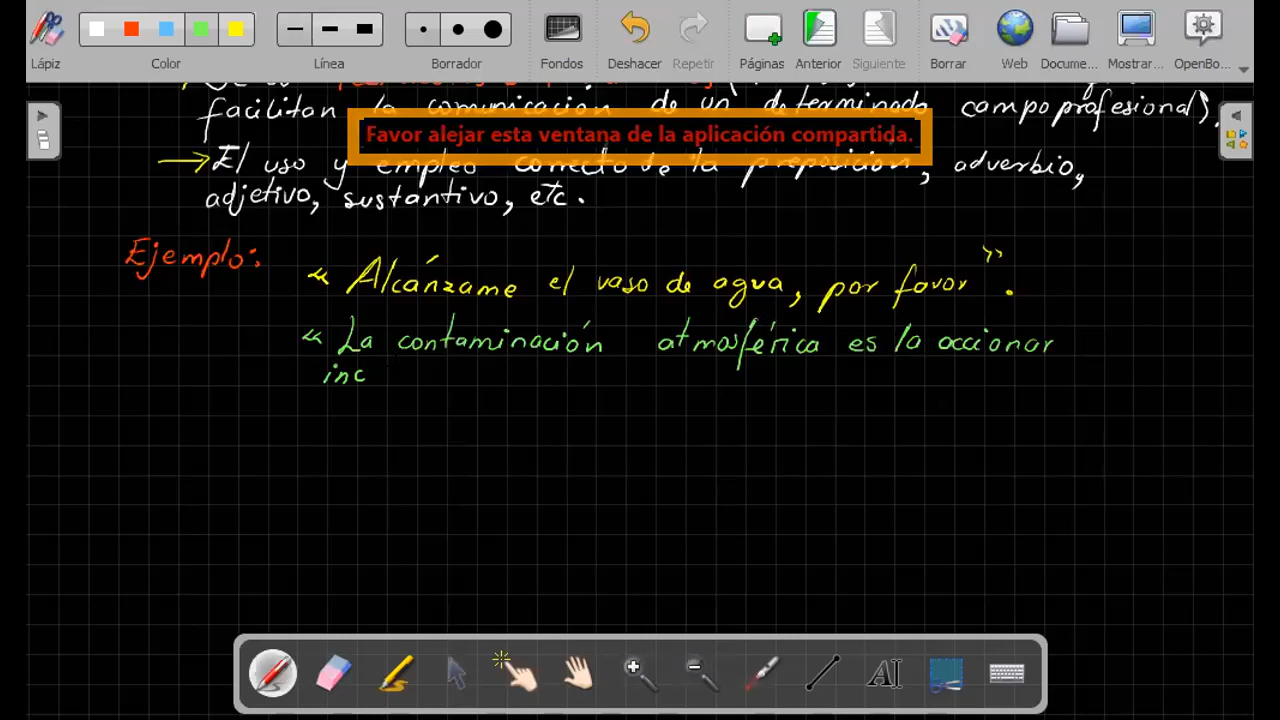 Lápiz Color Línea Borrador Fondos Deshacer Repetir Páginas Anterior Siguiente Borrar Web Docume... Mostrar... OpenBo...
facilitan la comunicación de un determinado campo profesional).
Favor alejar esta ventana de la aplicación compartida.
→ El uso y empleo correcto de la preposición, adverbio,
adjetivo, sustantivo, etc.
Ejemplo:
« Alcánzame el vaso de agua, por favor".
« La contaminación atmosférica es la accionar
inc